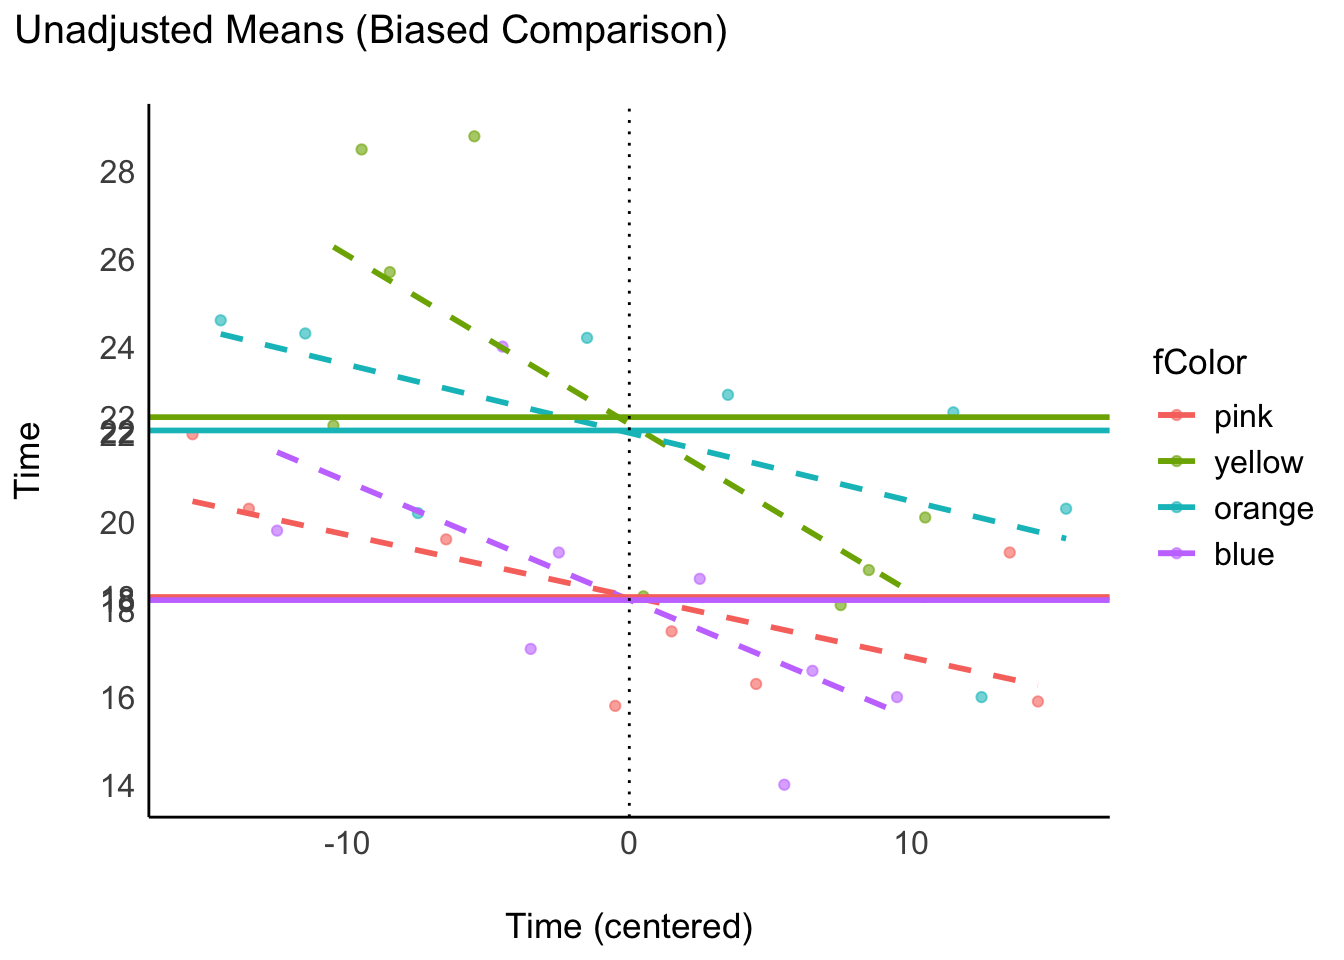 Unadjusted Means (Biased Comparison)
28
26
24
22
22
20
18
18
16
14
Time
-10
0
10
Time (centered)
fColor
pink
yellow
orange
blue